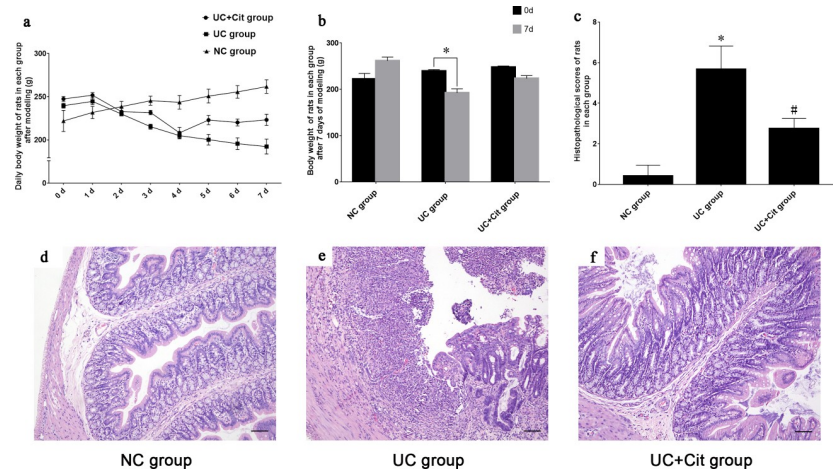 a
UC+Cit group
UC group
NC group
Daily body weight of rats in each group
after modeling (g)
300
250
200
0
0 d
1 d
2 d
3 d
4 d
5 d
6 d
7 d
b
0d
7d
Body weight of rats in each group
after 7 days of modeling (g)
300
200
100
0
*
NC group
UC group
UC+Cit group
c
Histopathological scores of rats
in each group
8
6
4
2
0
*
#
NC group
UC group
UC+Cit group
d
e
f
NC group
UC group
UC+Cit group